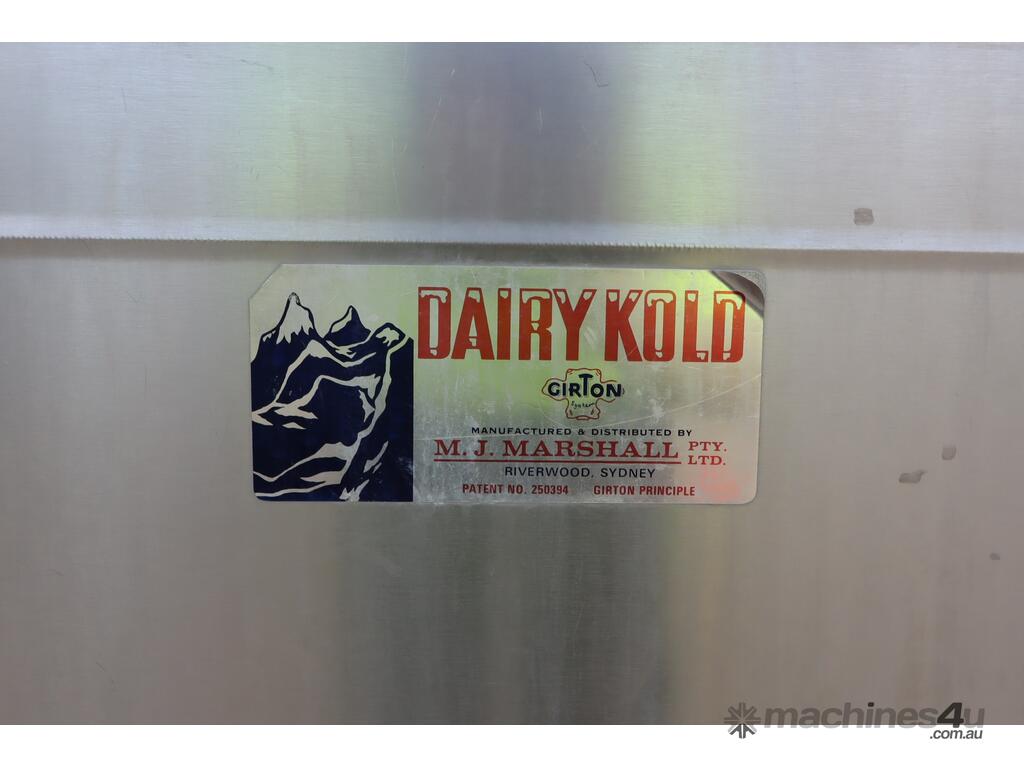 DAIRY KOLD
GIRTON
System
MANUFACTURED & DISTRIBUTED BY
M. J. MARSHALL PTY. LTD.
RIVERWOOD, SYDNEY
PATENT NO. 250394 GIRTON PRINCIPLE
machines4u
.com.au